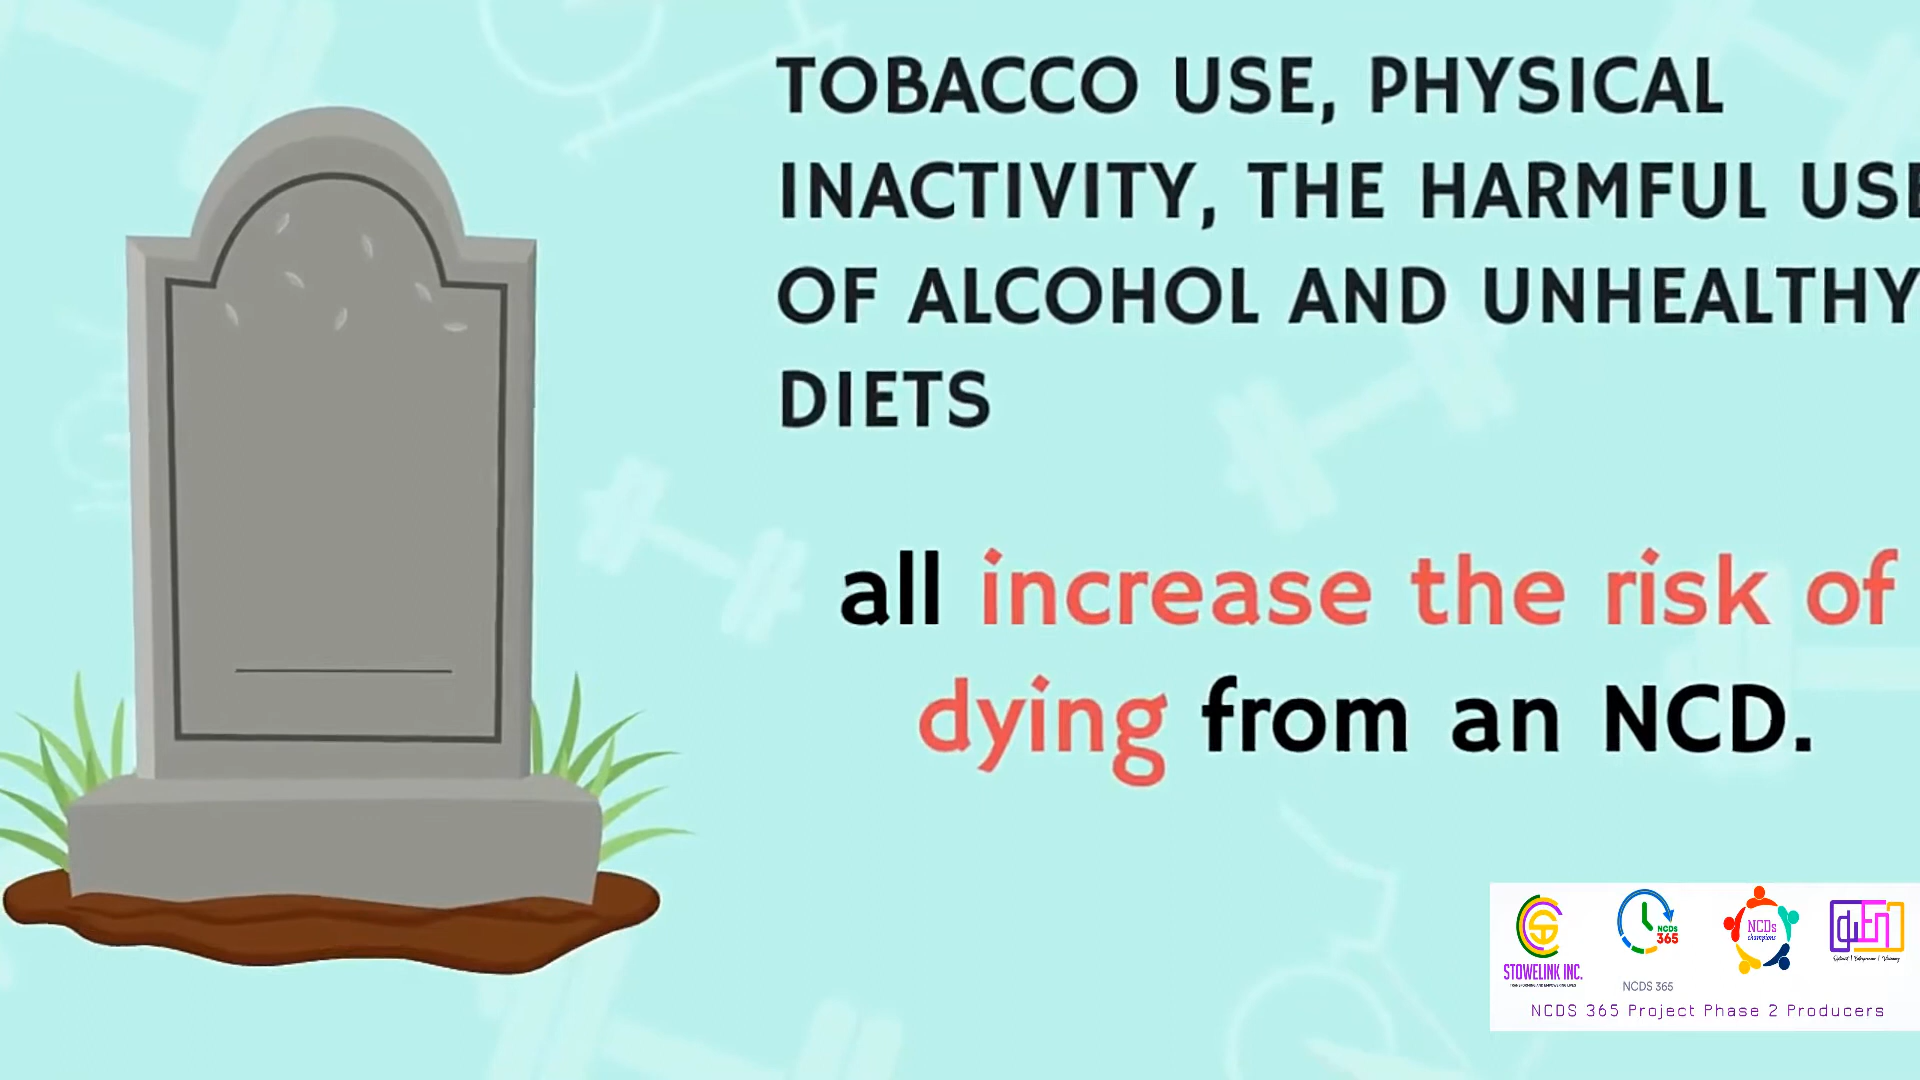 TOBACCO USE, PHYSICAL
INACTIVITY, THE HARMFUL USE
OF ALCOHOL AND UNHEALTHY
DIETS
all increase the risk of
dying from an NCD.
STOWELINK INC.
NCDS
365
NCDS 365
NCDs
champions
NCDS 365 Project Phase 2 Producers